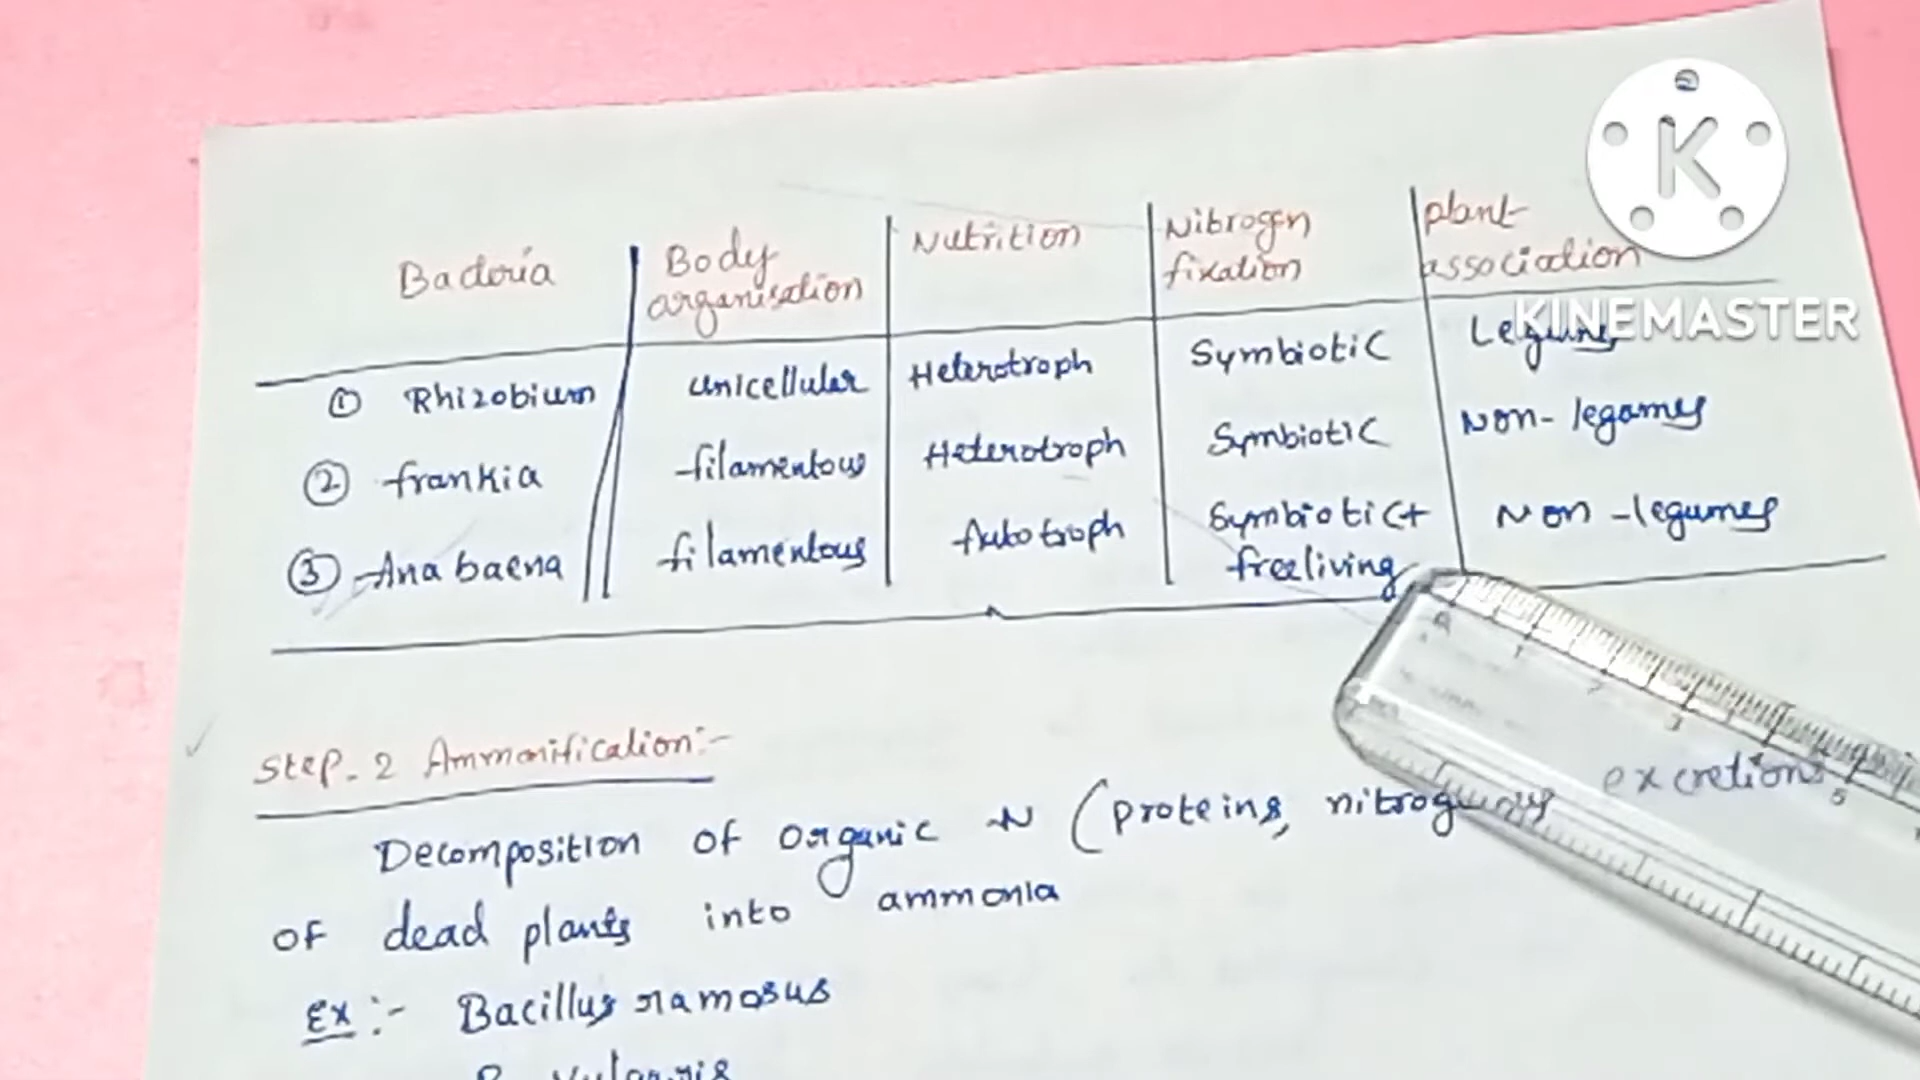 K
KINEMASTER
Bacteria | Body organisation | Nutrition | Nitrogen fixation | plant association
① Rhizobium | unicellular | Heterotroph | Symbiotic | Legumes
② frankia | filamentous | Heterotroph | Symbiotic | Non-legumes
③ Anabaena | filamentous | Autotroph | Symbiotic + freeliving | Non-legumes
Step-2 Ammonification:-
Decomposition of organic N (proteins, nitrogenous excretions
of dead plants into ammonia
Ex:- Bacillus ramosus